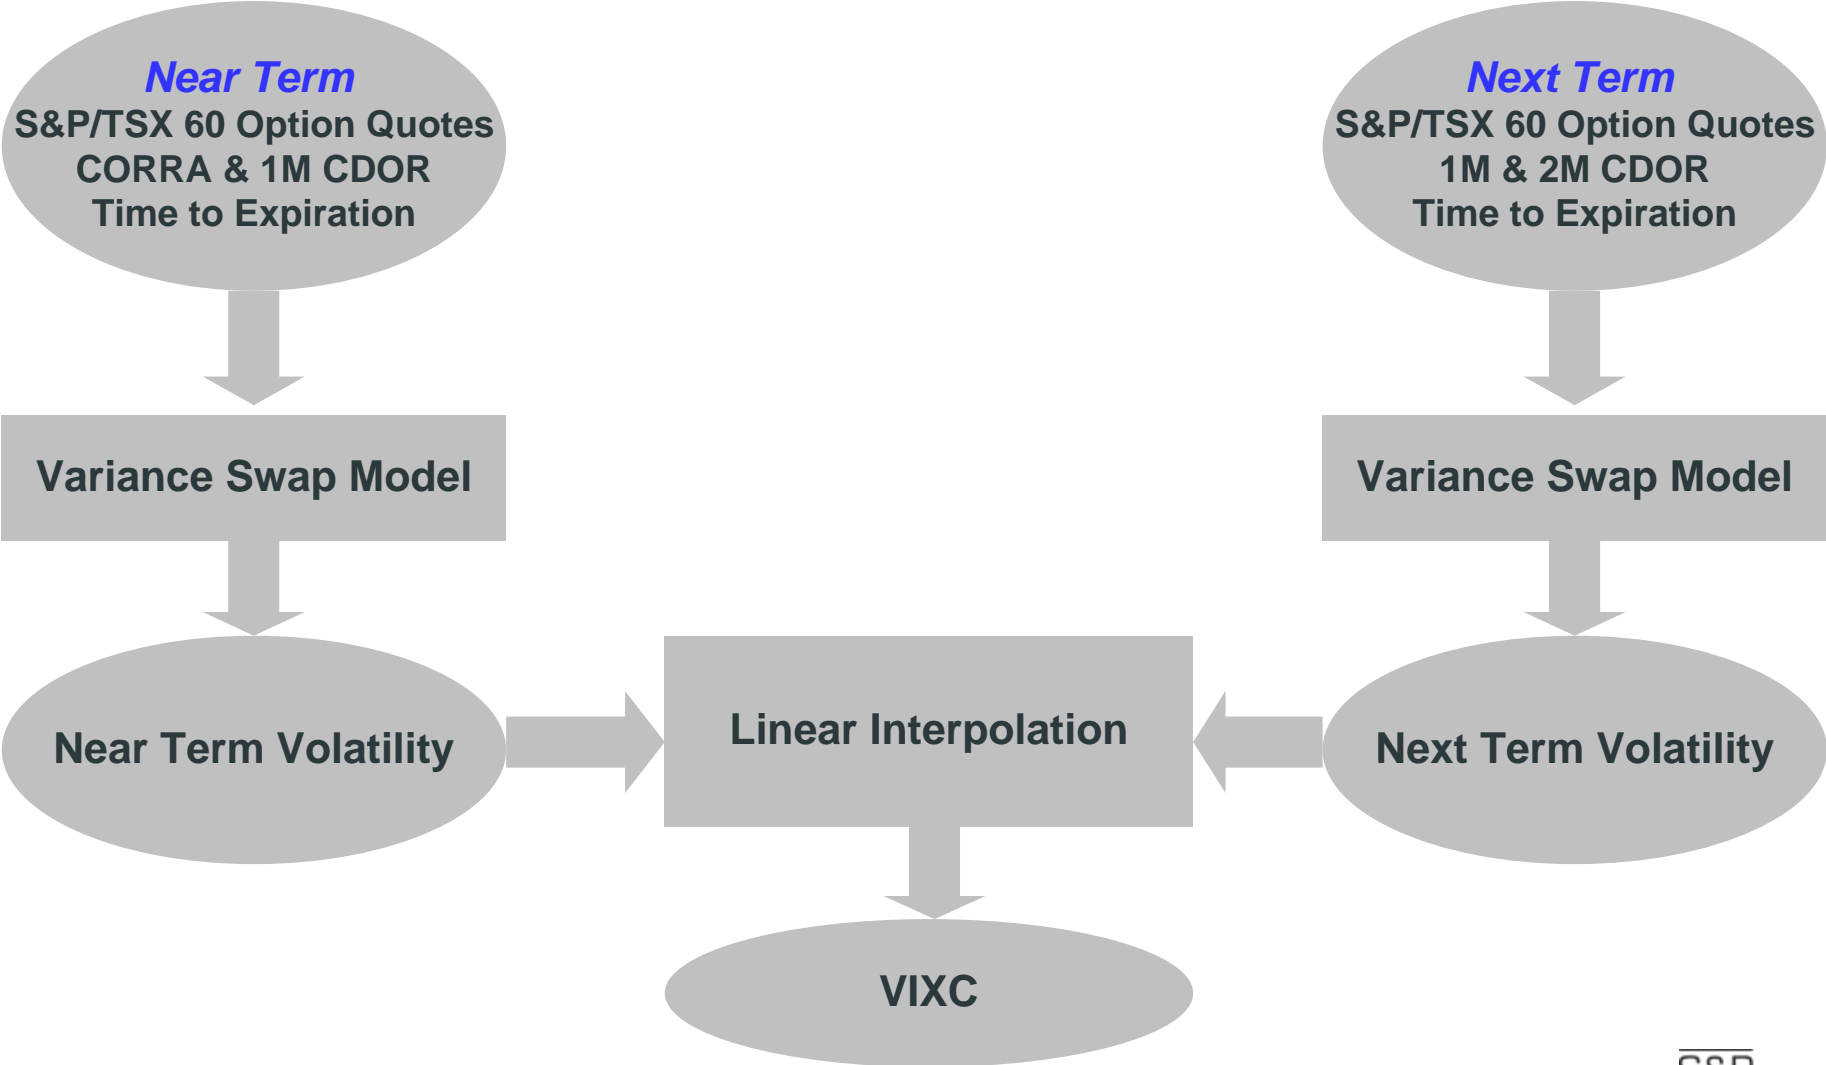 Near Term
S&P/TSX 60 Option Quotes
CORRA & 1M CDOR
Time to Expiration
Next Term
S&P/TSX 60 Option Quotes
1M & 2M CDOR
Time to Expiration
Variance Swap Model
Variance Swap Model
Near Term Volatility
Linear Interpolation
Next Term Volatility
VIXC